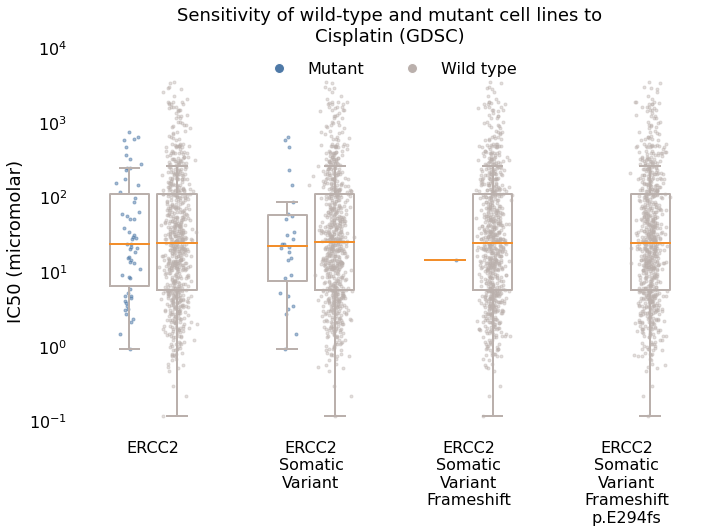 Sensitivity of wild-type and mutant cell lines to
Cisplatin (GDSC)
Mutant
Wild type
IC50 (micromolar)
10⁴
10³
10²
10¹
10⁰
10⁻¹
ERCC2
ERCC2
Somatic
Variant
ERCC2
Somatic
Variant
Frameshift
ERCC2
Somatic
Variant
Frameshift
p.E294fs